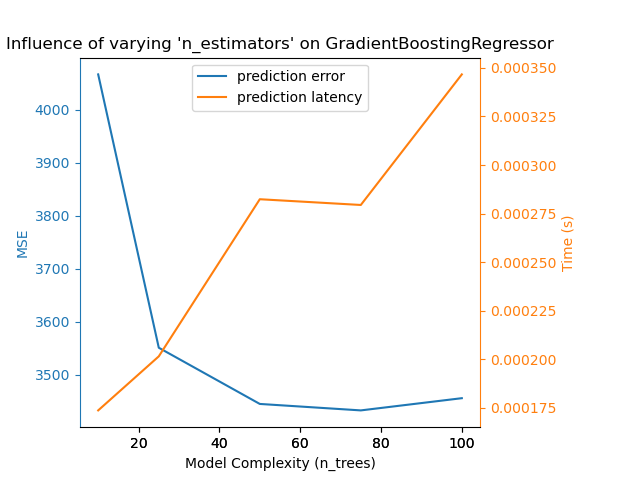 Influence of varying 'n_estimators' on GradientBoostingRegressor
prediction error
prediction latency
4000
3900
3800
3700
3600
3500
MSE
0.000350
0.000325
0.000300
0.000275
0.000250
0.000225
0.000200
0.000175
Time (s)
20 40 60 80 100
Model Complexity (n_trees)